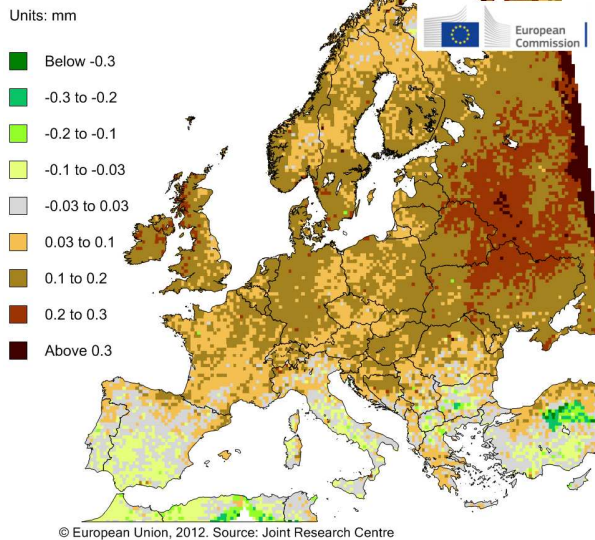 Units: mm
European
Commission
Below -0.3
-0.3 to -0.2
-0.2 to -0.1
-0.1 to -0.03
-0.03 to 0.03
0.03 to 0.1
0.1 to 0.2
0.2 to 0.3
Above 0.3
© European Union, 2012. Source: Joint Research Centre